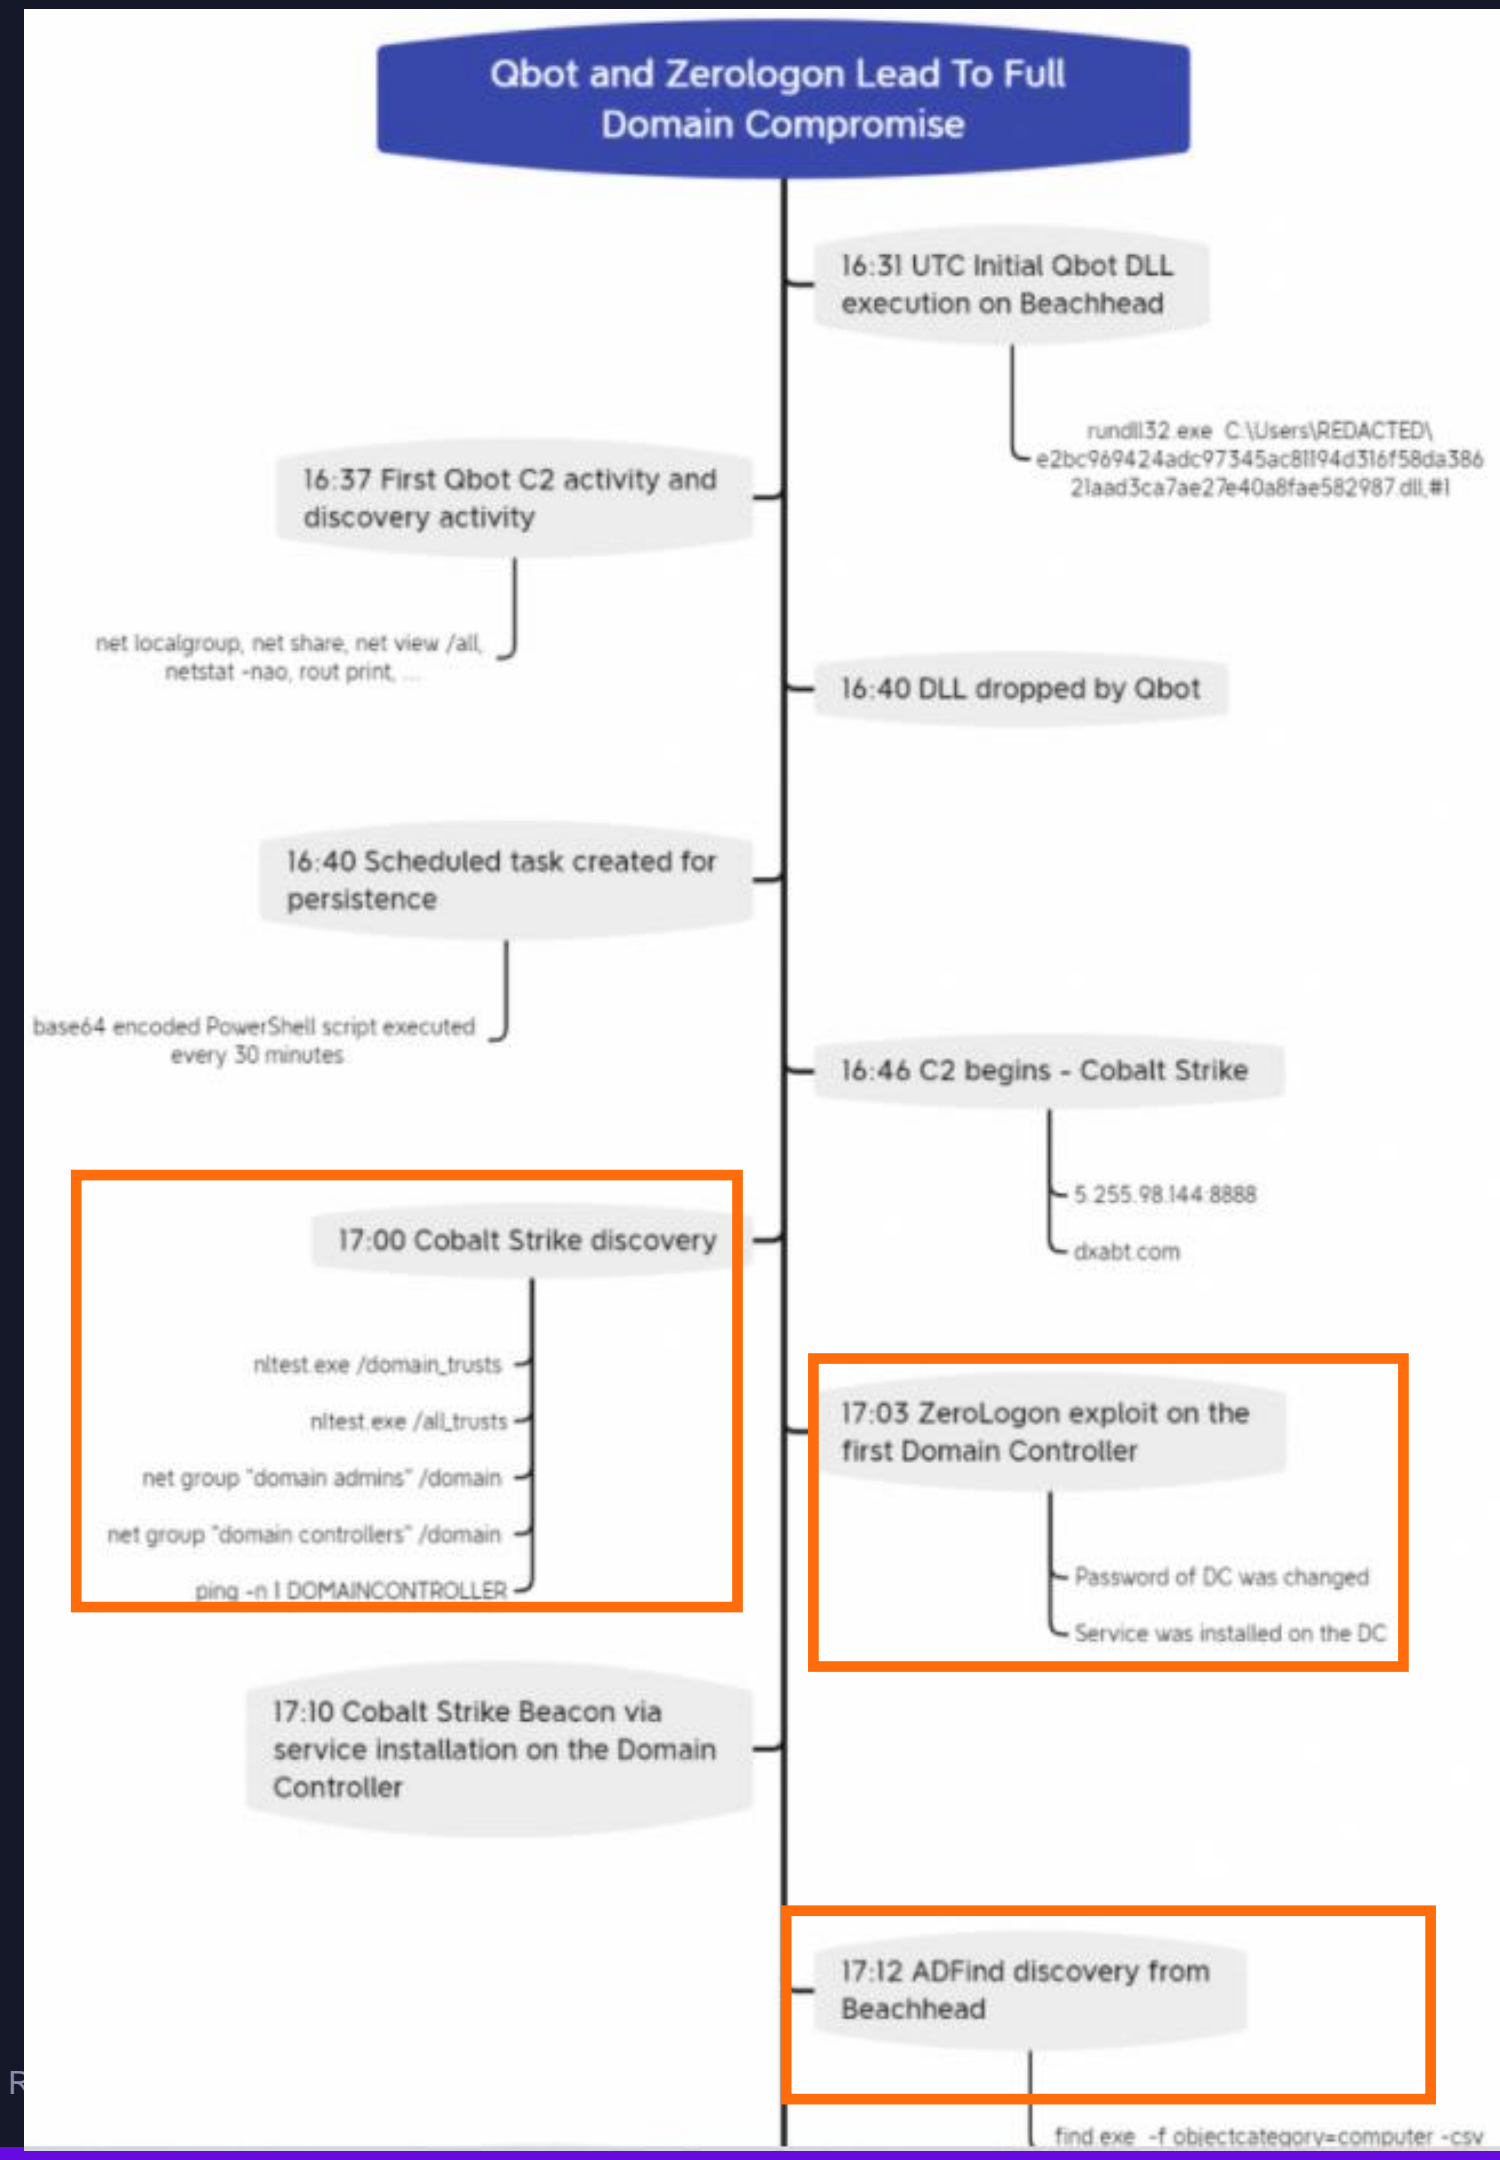 Qbot and Zerologon Lead To Full
Domain Compromise
16:31 UTC Initial Qbot DLL
execution on Beachhead
rundll32.exe C:\Users\REDACTED\
e2bc969424adc97345ac81194d316f58da386
21aad3ca7ae27e40a8fae582987.dll,#1
16:37 First Qbot C2 activity and
discovery activity
net localgroup, net share, net view /all,
netstat -nao, rout print, ...
16:40 DLL dropped by Qbot
16:40 Scheduled task created for
persistence
base64 encoded PowerShell script executed
every 30 minutes
16:46 C2 begins - Cobalt Strike
5.255.98.144:8888
dxabt.com
17:00 Cobalt Strike discovery
nltest.exe /domain_trusts
nltest.exe /all_trusts
net group "domain admins" /domain
net group "domain controllers" /domain
ping -n 1 DOMAINCONTROLLER
17:03 ZeroLogon exploit on the
first Domain Controller
Password of DC was changed
Service was installed on the DC
17:10 Cobalt Strike Beacon via
service installation on the Domain
Controller
17:12 ADFind discovery from
Beachhead
find.exe -f objectcategory=computer -csv